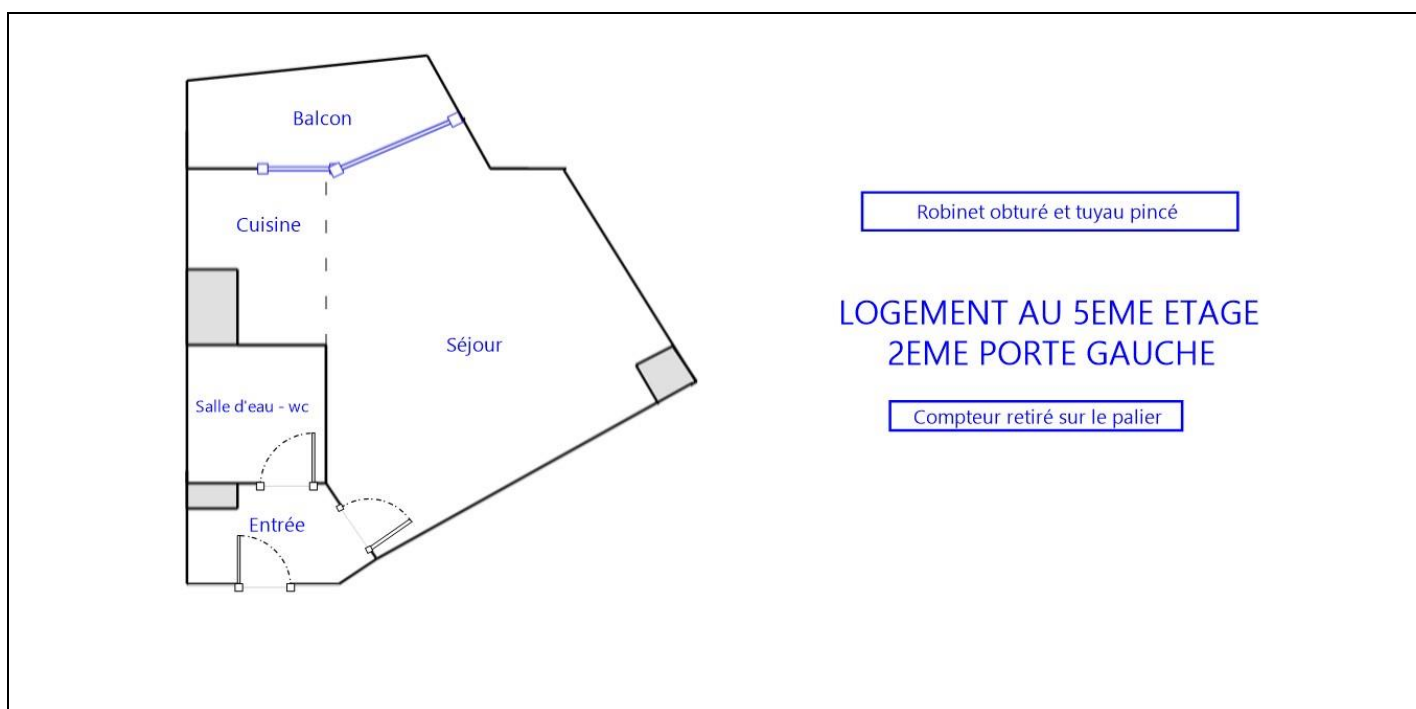 Balcon
Cuisine
Séjour
Salle d'eau - wc
Entrée
Robinet obturé et tuyau pincé
LOGEMENT AU 5EME ETAGE
2EME PORTE GAUCHE
Compteur retiré sur le palier